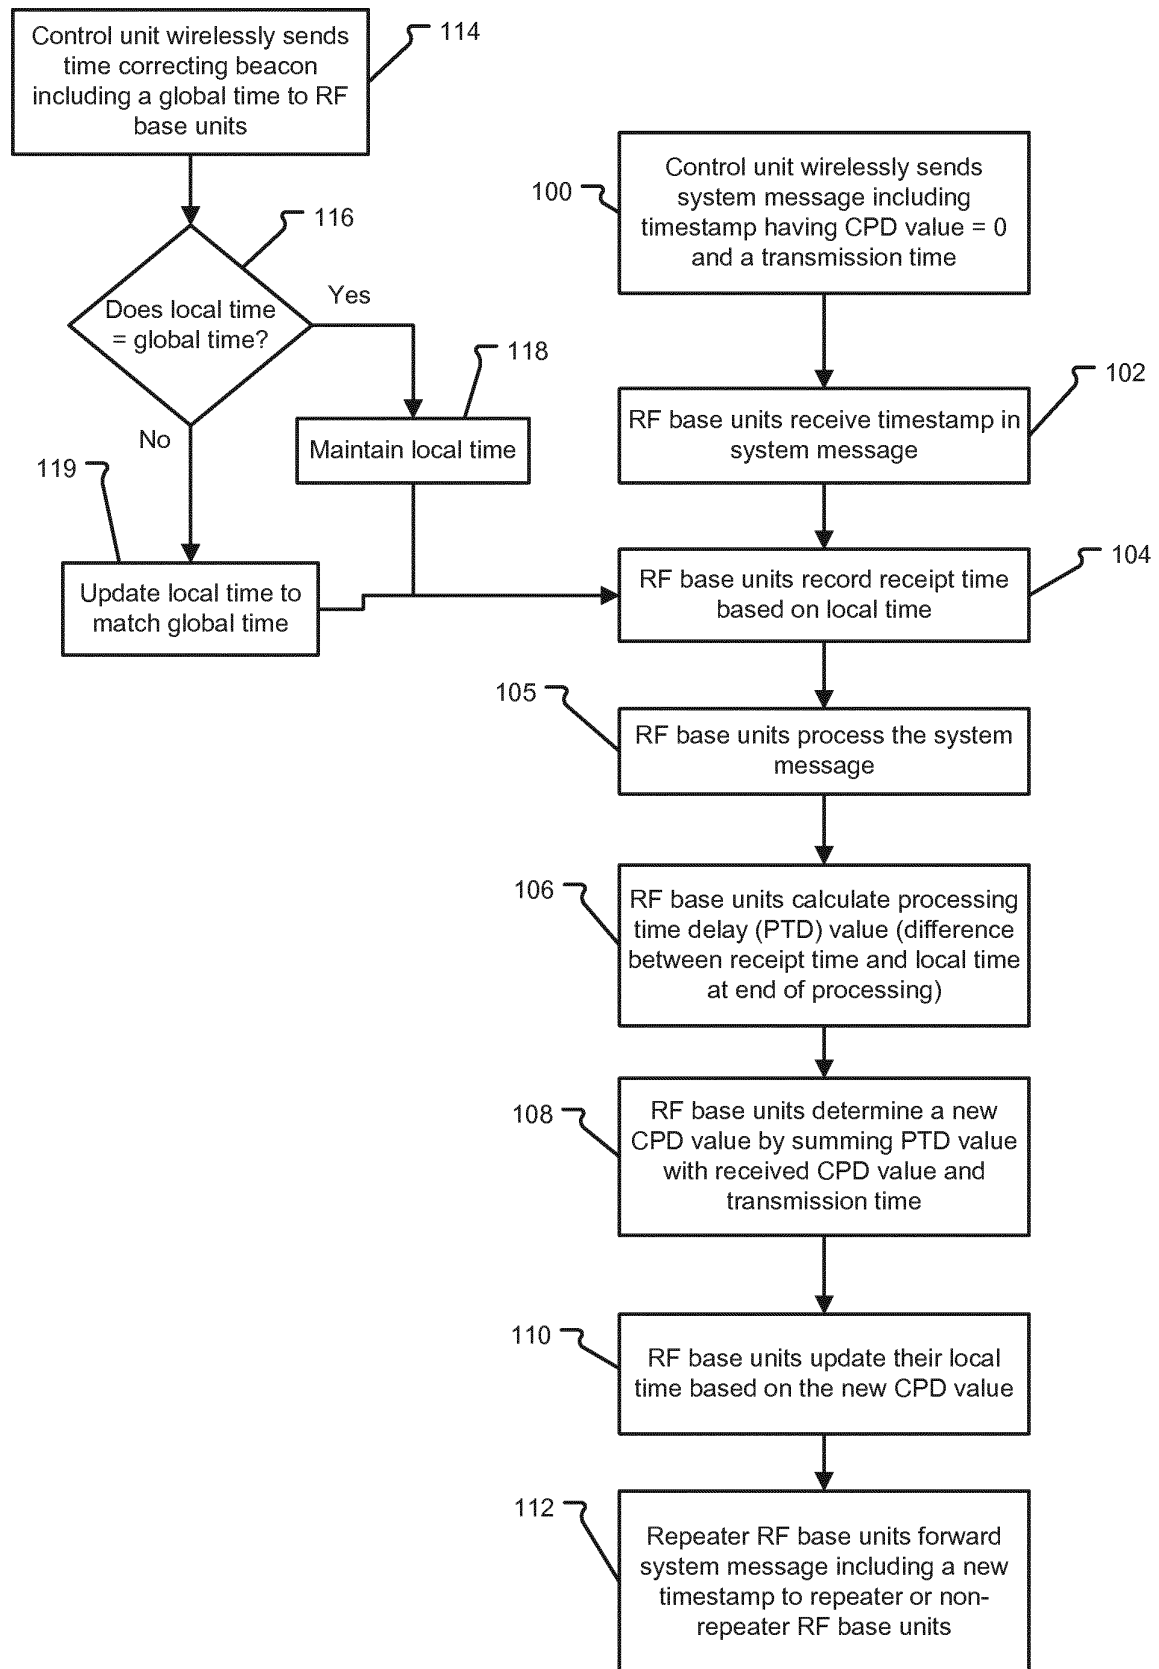 Control unit wirelessly sends
time correcting beacon
including a global time to RF
base units
114
116
Does local time
= global time?
Yes
No
118
Maintain local time
119
Update local time to
match global time
100
Control unit wirelessly sends
system message including
timestamp having CPD value = 0
and a transmission time
102
RF base units receive timestamp in
system message
104
RF base units record receipt time
based on local time
105
RF base units process the system
message
106
RF base units calculate processing
time delay (PTD) value (difference
between receipt time and local time
at end of processing)
108
RF base units determine a new
CPD value by summing PTD value
with received CPD value and
transmission time
110
RF base units update their local
time based on the new CPD value
112
Repeater RF base units forward
system message including a new
timestamp to repeater or non-
repeater RF base units